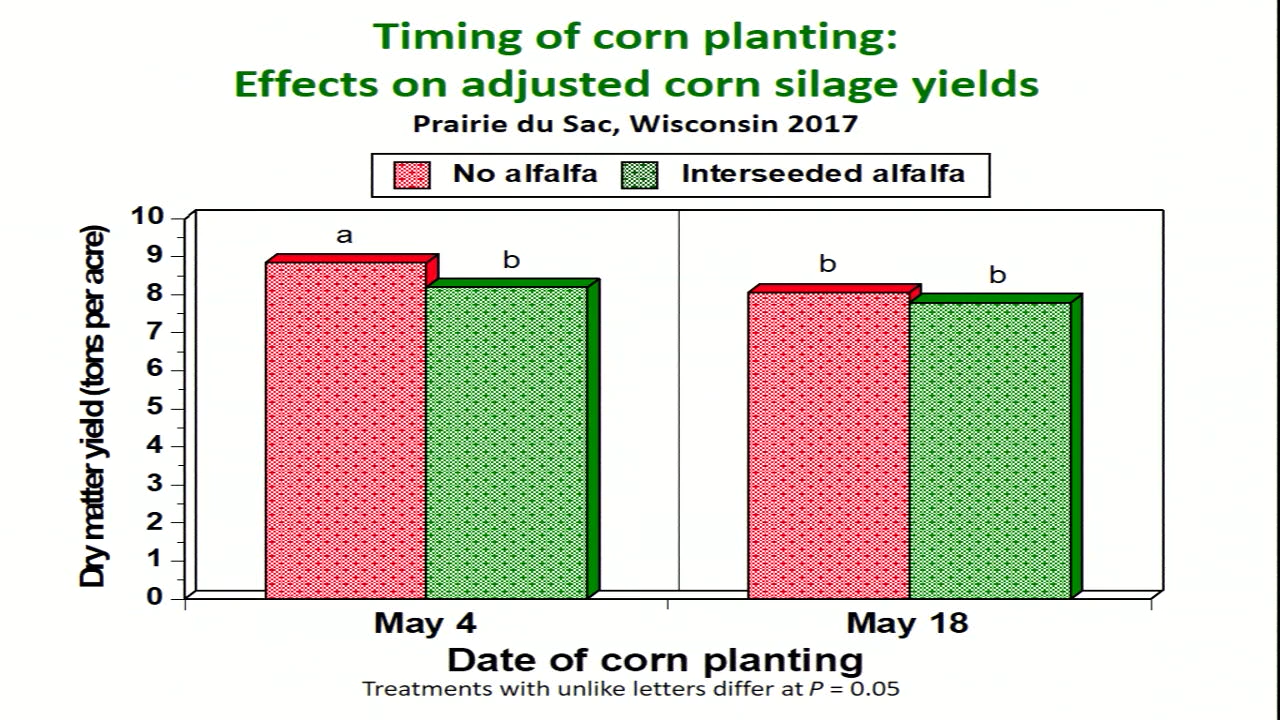 Timing of corn planting:
Effects on adjusted corn silage yields
Prairie du Sac, Wisconsin 2017
No alfalfa Interseeded alfalfa
Dry matter yield (tons per acre)
10
9
8
7
6
5
4
3
2
1
0
a
b
b
b
May 4 May 18
Date of corn planting
Treatments with unlike letters differ at P = 0.05